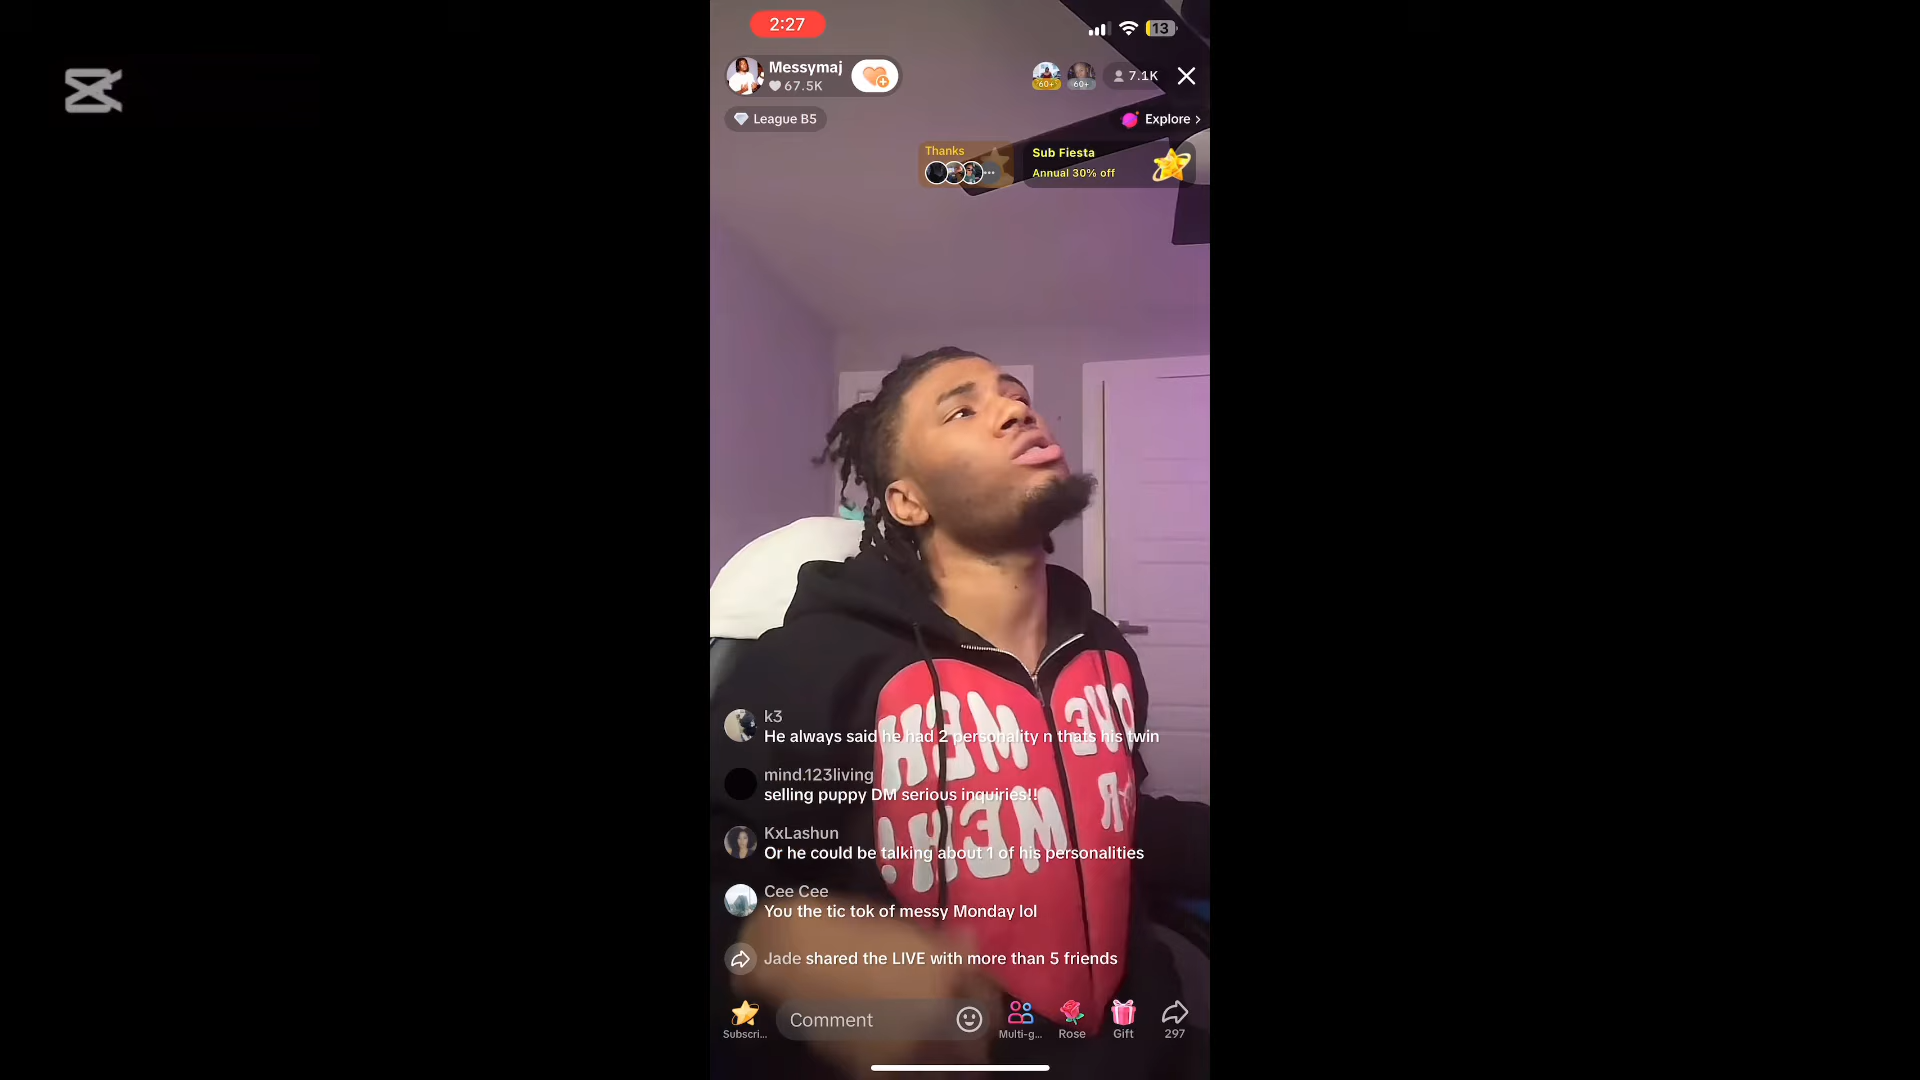 2:27
13
Messymaj
67.5K
60+
60+
7.1K
League B5
Explore >
Thanks
Sub Fiesta
Annual 30% off
k3
He always said he had 2 personality n thats his twin
mind.123living
selling puppy DM serious inquiries!!
KxLashun
Or he could be talking about 1 of his personalities
Cee Cee
You the tic tok of messy Monday lol
Jade shared the LIVE with more than 5 friends
Subscri...
Comment
Multi-g...
Rose
Gift
297